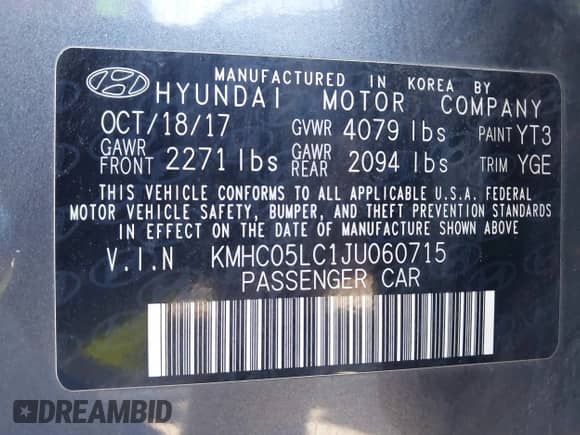 MANUFACTURED IN KOREA BY
HYUNDAI MOTOR COMPANY
OCT/18/17 GVWR 4079 lbs PAINT YT3
GAWR FRONT 2271 lbs GAWR REAR 2094 lbs TRIM YGE
THIS VEHICLE CONFORMS TO ALL APPLICABLE U.S.A. FEDERAL
MOTOR VEHICLE SAFETY, BUMPER, AND THEFT PREVENTION STANDARDS
IN EFFECT ON THE DATE OF MANUFACTURE SHOWN ABOVE.
V.I.N KMHC05LC1JU060715
PASSENGER CAR
DREAMBID